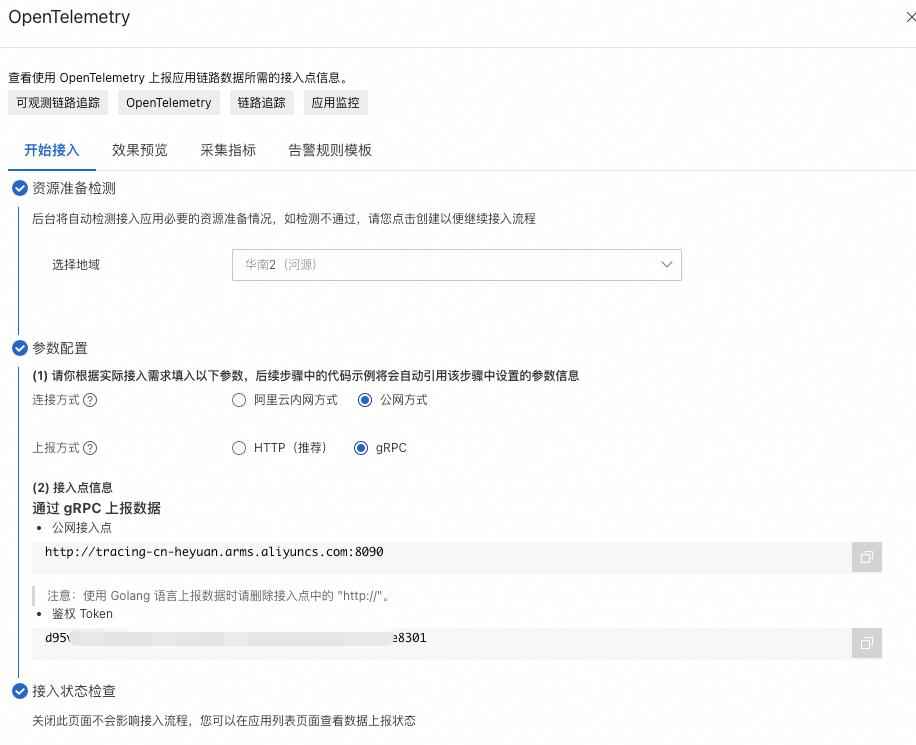 OpenTelemetry
查看使用 OpenTelemetry 上报应用链路数据所需的接入点信息。
可观测链路追踪 OpenTelemetry 链路追踪 应用监控
开始接入 效果预览 采集指标 告警规则模板
资源准备检测
后台将自动检测接入应用必要的资源准备情况，如检测不通过，请您点击创建以便继续接入流程
选择地域 华南2（河源）
参数配置
(1) 请你根据实际接入需求填入以下参数，后续步骤中的代码示例将会自动引用该步骤中设置的参数信息
连接方式 阿里云内网方式 公网方式
上报方式 HTTP（推荐） gRPC
(2) 接入点信息
通过 gRPC 上报数据
• 公网接入点
http://tracing-cn-heyuan.arms.aliyuncs.com:8090
注意：使用 Golang 语言上报数据时请删除接入点中的 "http://"。
• 鉴权 Token
d95 e8301
接入状态检查
关闭此页面不会影响接入流程，您可以在应用列表页面查看数据上报状态